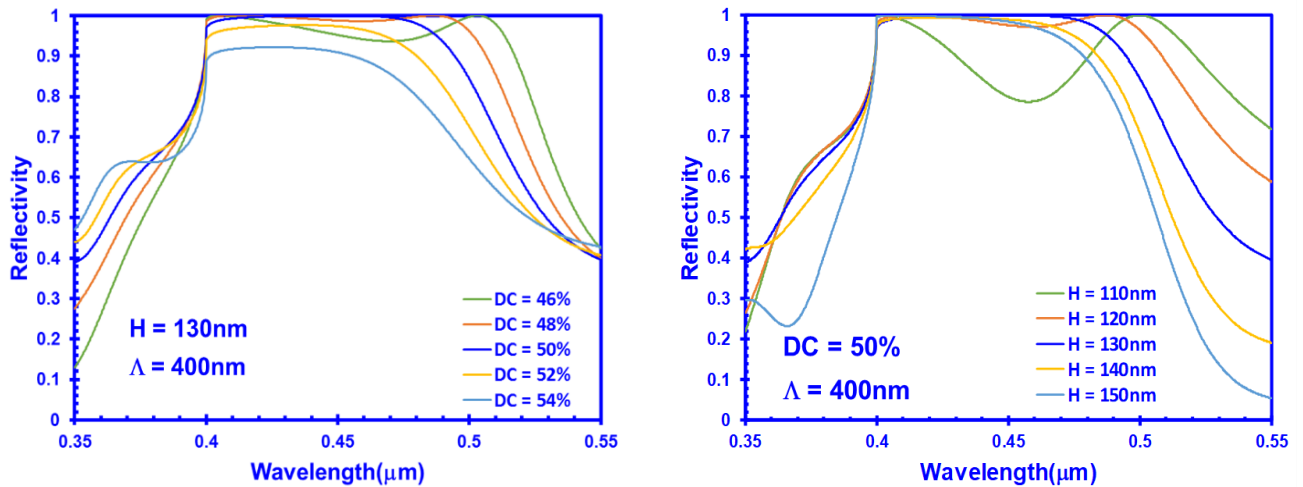 Reflectivity
1
0.9
0.8
0.7
0.6
0.5
0.4
0.3
0.2
0.1
0
0.35
0.4
0.45
0.5
0.55
Wavelength(μm)
H = 130nm
Λ = 400nm
DC = 46%
DC = 48%
DC = 50%
DC = 52%
DC = 54%
Reflectivity
1
0.9
0.8
0.7
0.6
0.5
0.4
0.3
0.2
0.1
0
0.35
0.4
0.45
0.5
0.55
Wavelength(μm)
DC = 50%
Λ = 400nm
H = 110nm
H = 120nm
H = 130nm
H = 140nm
H = 150nm